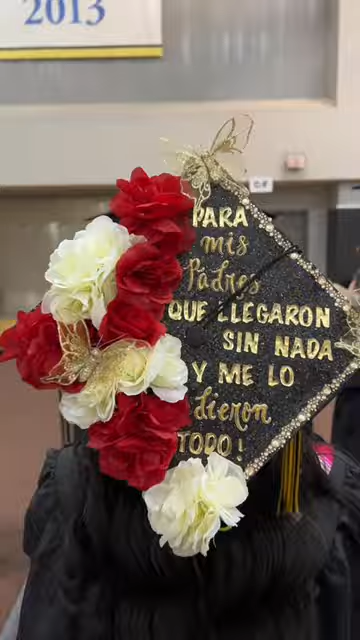 2013
PARA
mis
Padres
QUE LLEGARON
SIN NADA
Y ME LO
dieron
TODO!